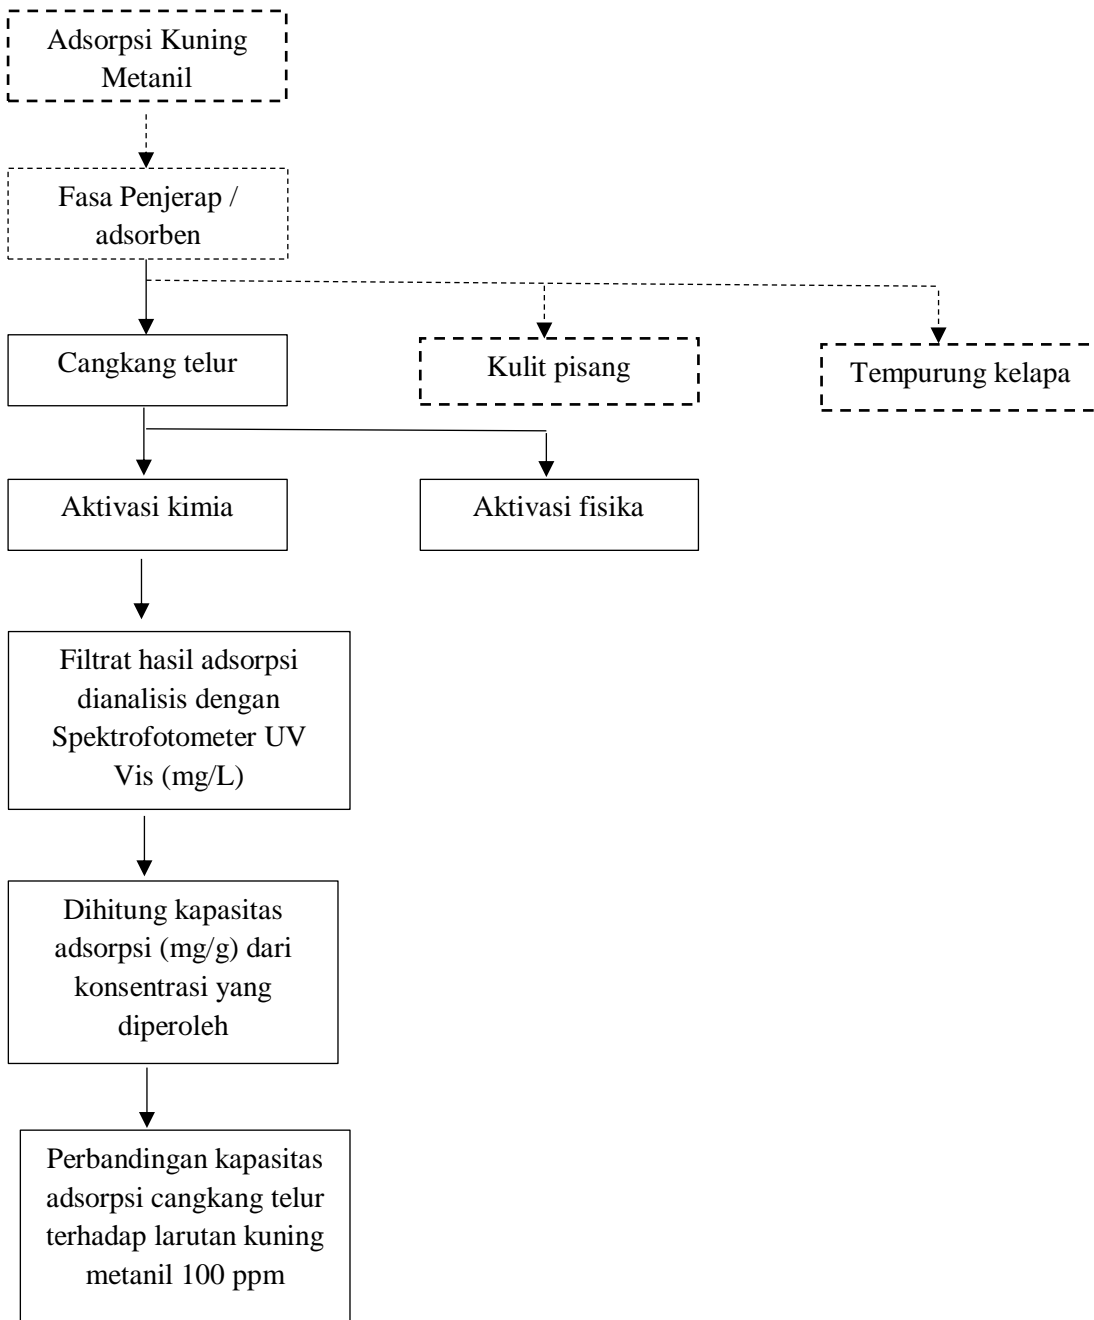 Adsorpsi Kuning
Metanil
Fasa Penjerap /
adsorben
Cangkang telur
Kulit pisang
Tempurung kelapa
Aktivasi kimia
Aktivasi fisika
Filtrat hasil adsorpsi
dianalisis dengan
Spektrofotometer UV
Vis (mg/L)
Dihitung kapasitas
adsorpsi (mg/g) dari
konsentrasi yang
diperoleh
Perbandingan kapasitas
adsorpsi cangkang telur
terhadap larutan kuning
metanil 100 ppm